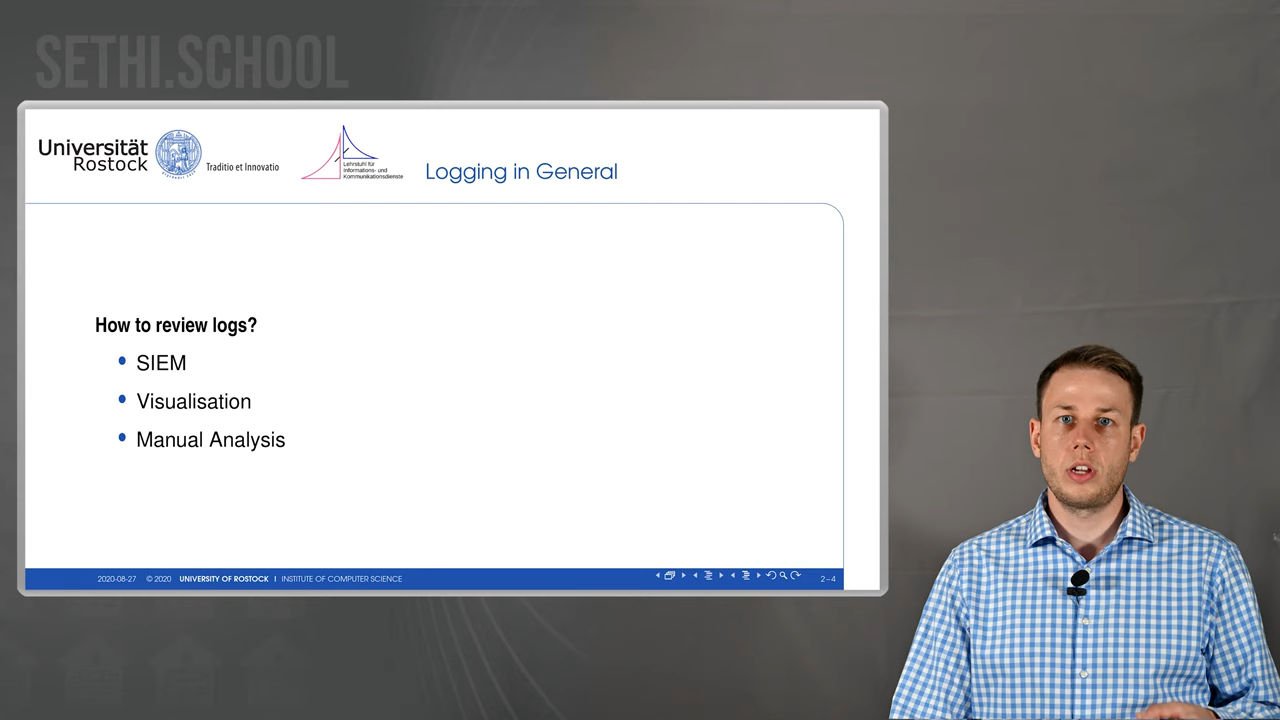 SETHI.SCHOOL
Universität
Rostock
Traditio et Innovatio
Lehrstuhl für
Informations- und
Kommunikationsdienste
Logging in General
How to review logs?
SIEM
Visualisation
Manual Analysis
2020-08-27 © 2020 UNIVERSITY OF ROSTOCK | INSTITUTE OF COMPUTER SCIENCE 2 – 4